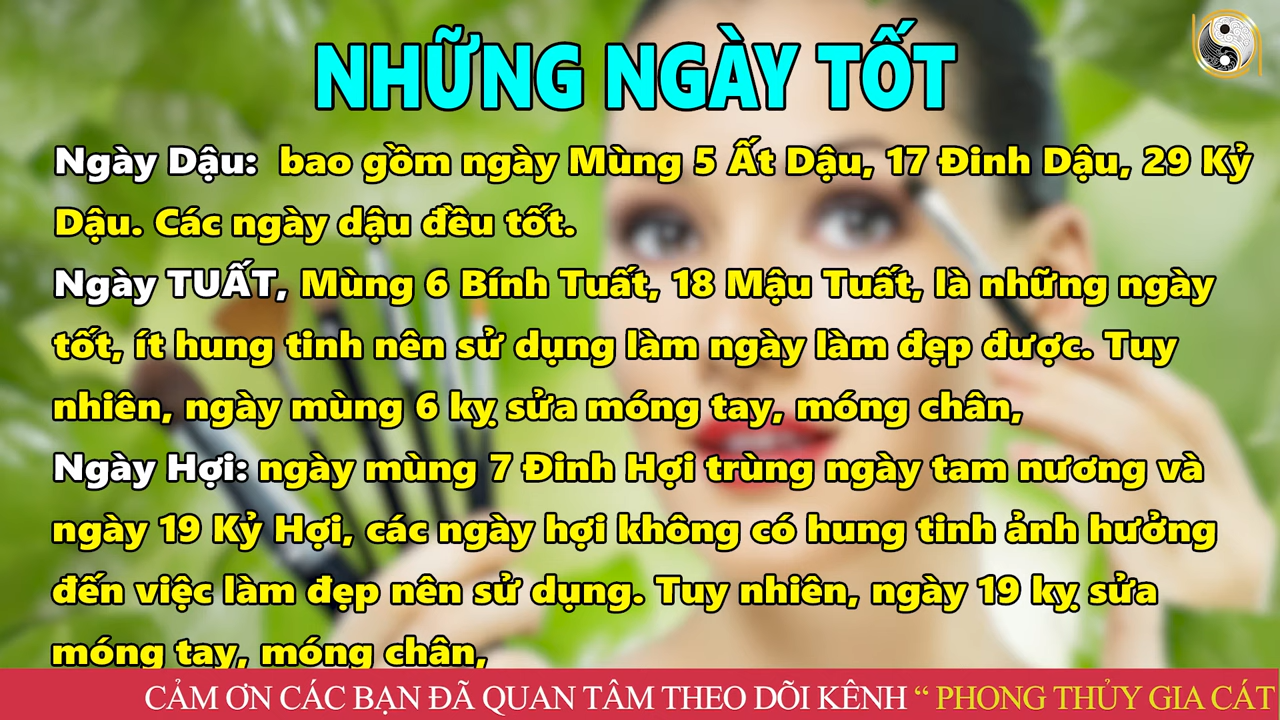 NHỮNG NGÀY TỐT
Ngày Dậu: bao gồm ngày Mùng 5 Ất Dậu, 17 Đinh Dậu, 29 Kỷ
Dậu. Các ngày dậu đều tốt.
Ngày TUẤT, Mùng 6 Bính Tuất, 18 Mậu Tuất, là những ngày
tốt, ít hung tinh nên sử dụng làm ngày làm đẹp được. Tuy
nhiên, ngày mùng 6 kỵ sửa móng tay, móng chân,
Ngày Hợi: ngày mùng 7 Đinh Hợi trùng ngày tam nương và
ngày 19 Kỷ Hợi, các ngày hợi không có hung tinh ảnh hưởng
đến việc làm đẹp nên sử dụng. Tuy nhiên, ngày 19 kỵ sửa
móng tay, móng chân,
CẢM ƠN CÁC BẠN ĐÃ QUAN TÂM THEO DÕI KÊNH “ PHONG THỦY GIA CÁT